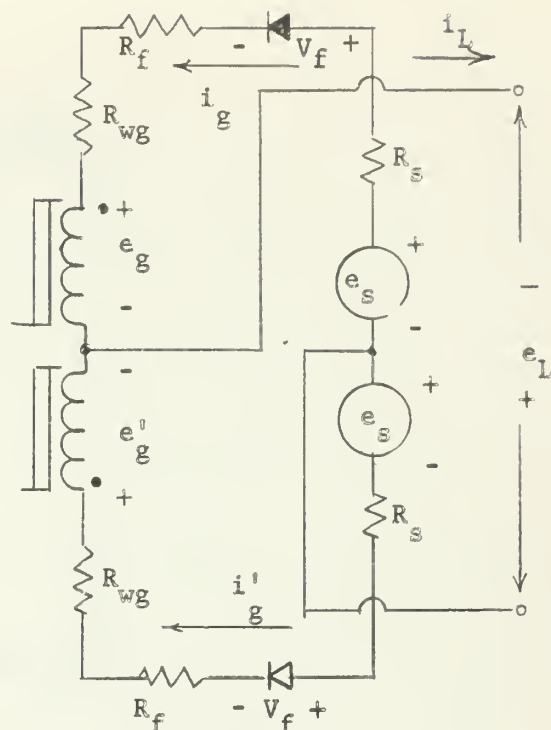 R_f
- V_f +
i_L
i_g
R_wg
R_s
+
e_g
-
+
e_s
-
-
e_L
+
-
e'_g
+
+
e_s
-
R_s
R_wg
i'_g
R_f
- V_f +